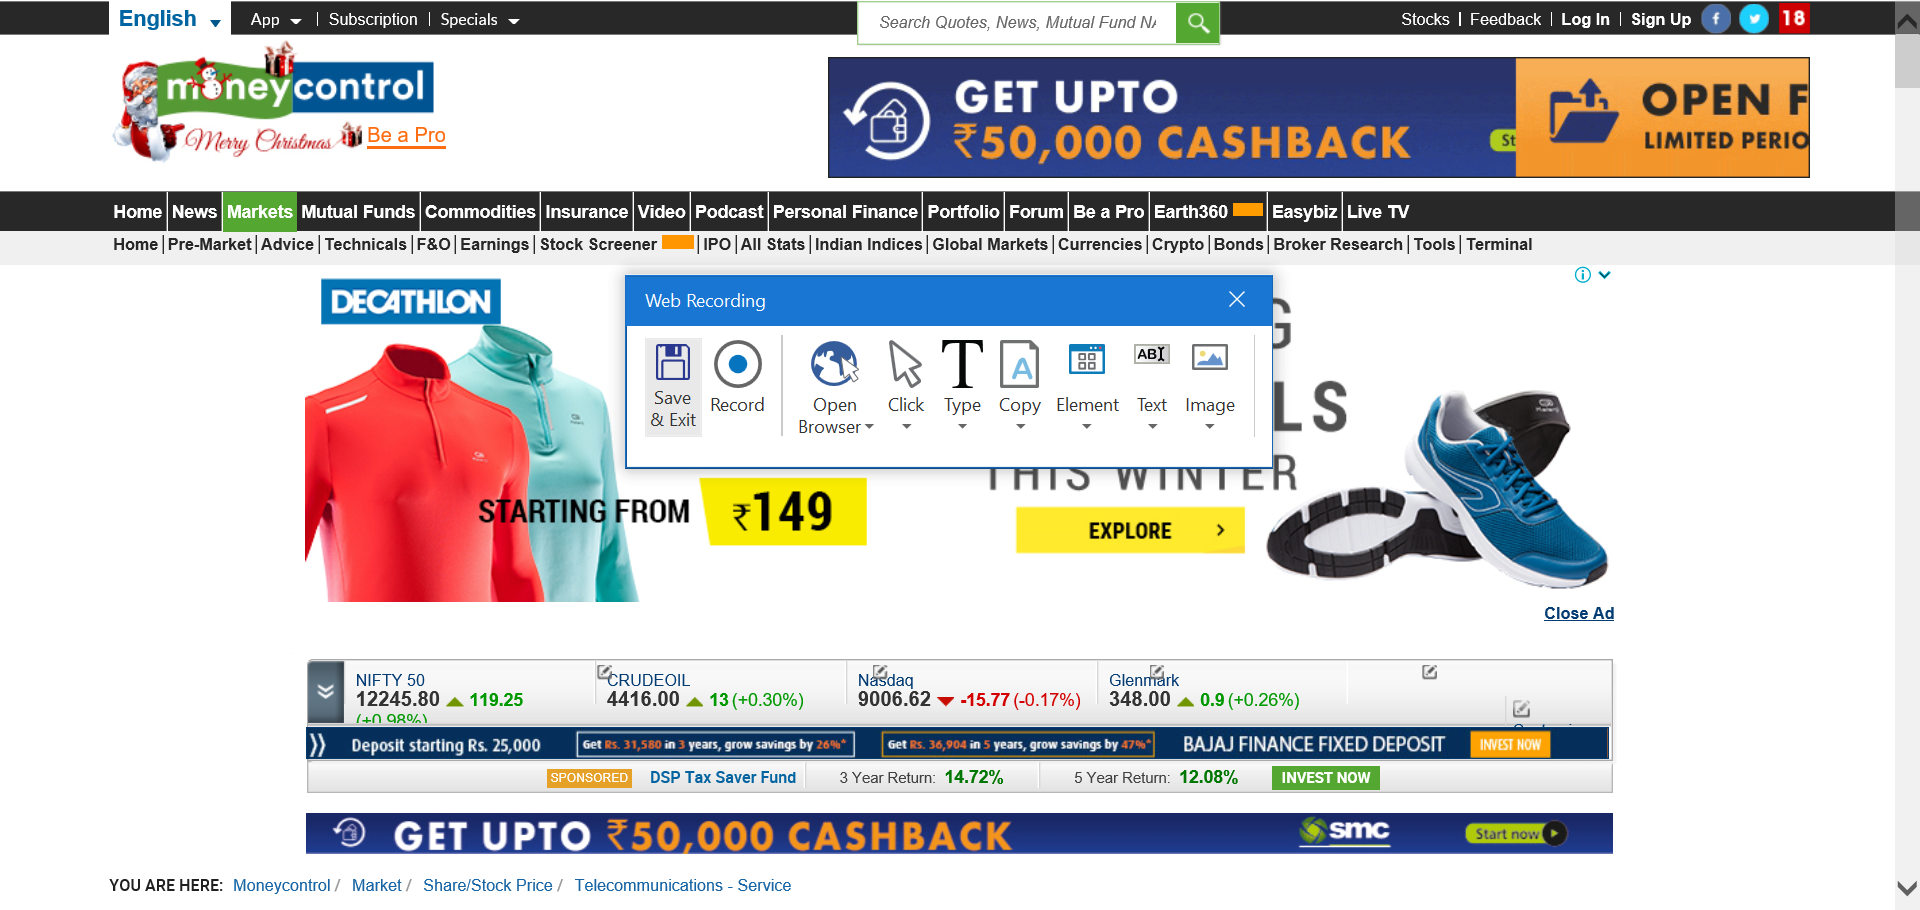 English App Subscription Specials Search Quotes, News, Mutual Fund NA Stocks Feedback Log In Sign Up 18
moneycontrol
Merry Christmas Be a Pro
GET UPTO
₹50,000 CASHBACK
St
OPEN F
LIMITED PERIO
Home News Markets Mutual Funds Commodities Insurance Video Podcast Personal Finance Portfolio Forum Be a Pro Earth360 Easybiz Live TV
Home Pre-Market Advice Technicals F&O Earnings Stock Screener IPO All Stats Indian Indices Global Markets Currencies Crypto Bonds Broker Research Tools Terminal
DECATHLON
Web Recording
Save & Exit
Record
Open Browser
Click
Type
Copy
Element
Text
Image
G
LS
THIS WINTER
STARTING FROM ₹149
EXPLORE
Close Ad
NIFTY 50
12245.80 119.25
(+0.98%)
CRUDEOIL
4416.00 13 (+0.30%)
Nasdaq
9006.62 -15.77 (-0.17%)
Glenmark
348.00 0.9 (+0.26%)
Deposit starting Rs. 25,000 Get Rs. 31,580 in 3 years, grow savings by 26%* Get Rs. 36,904 in 5 years, grow savings by 47%* BAJAJ FINANCE FIXED DEPOSIT INVEST NOW
SPONSORED DSP Tax Saver Fund 3 Year Return: 14.72% 5 Year Return: 12.08% INVEST NOW
GET UPTO ₹50,000 CASHBACK smc Start now
YOU ARE HERE: Moneycontrol / Market / Share/Stock Price / Telecommunications - Service